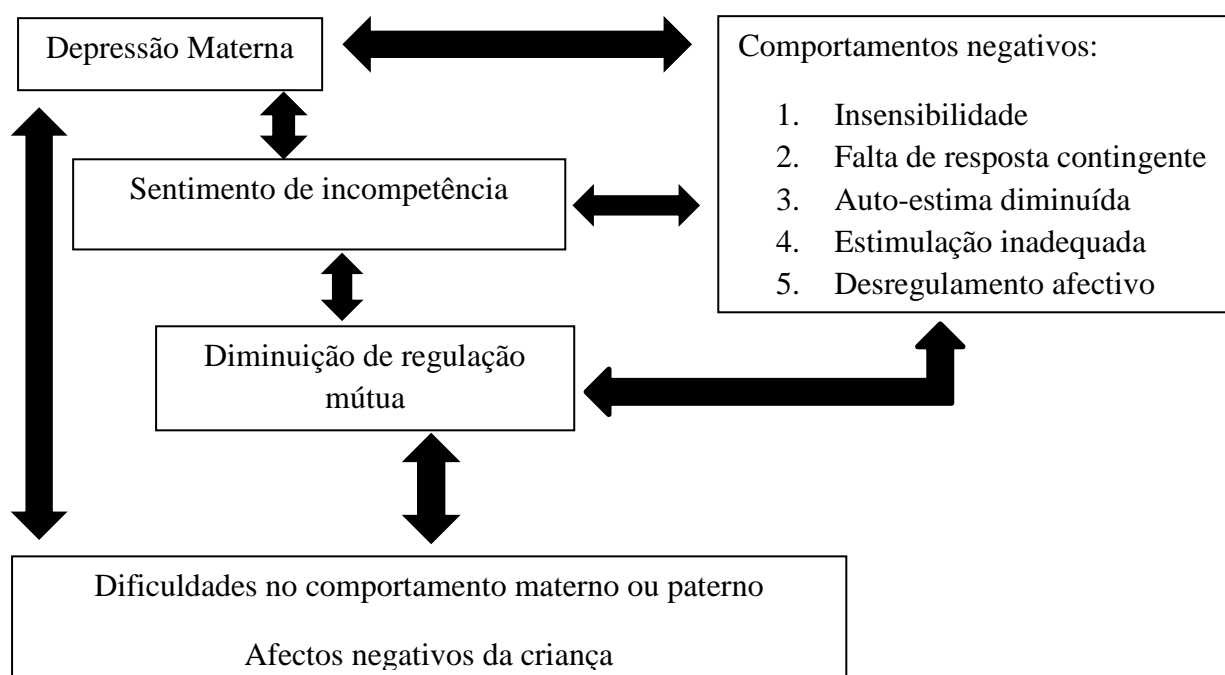 Depressão Materna
Comportamentos negativos:
1. Insensibilidade
2. Falta de resposta contingente
3. Auto-estima diminuída
4. Estimulação inadequada
5. Desregulamento afectivo
Sentimento de incompetência
Diminuição de regulação
mútua
Dificuldades no comportamento materno ou paterno
Afectos negativos da criança